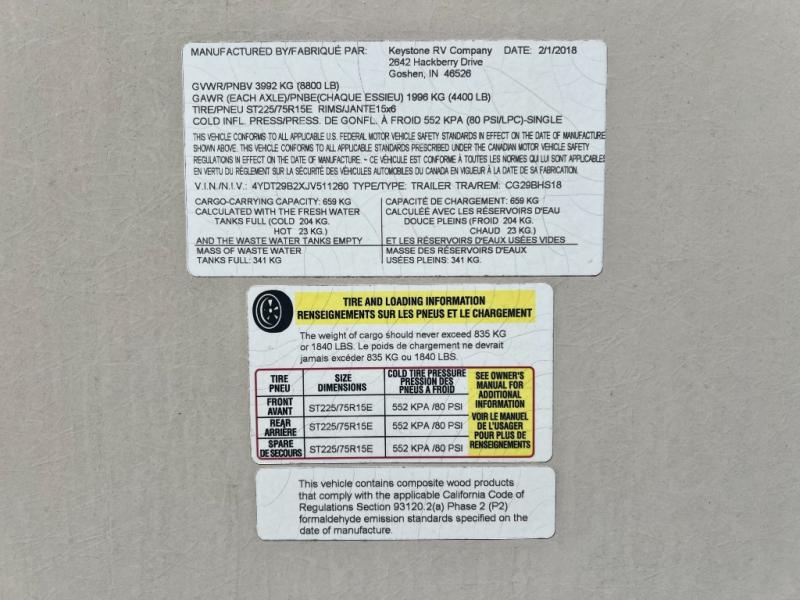 MANUFACTURED BY/FABRIQUÉ PAR: Keystone RV Company DATE: 2/1/2018
2642 Hackberry Drive
Goshen, IN 46526
GVWR/PNBV 3992 KG (8800 LB)
GAWR (EACH AXLE)/PNBE(CHAQUE ESSIEU) 1996 KG (4400 LB)
TIRE/PNEU ST225/75R15E RIMS/JANTE15x6
COLD INFL. PRESS/PRESS. DE GONFL. À FROID 552 KPA (80 PSI/LPC)-SINGLE
THIS VEHICLE CONFORMS TO ALL APPLICABLE U.S. FEDERAL MOTOR VEHICLE SAFETY STANDARDS IN EFFECT ON THE DATE OF MANUFACTURE
SHOWN ABOVE. THIS VEHICLE CONFORMS TO ALL APPLICABLE STANDARDS PRESCRIBED UNDER THE CANADIAN MOTOR VEHICLE SAFETY
REGULATIONS IN EFFECT ON THE DATE OF MANUFACTURE. - CE VÉHICULE EST CONFORME À TOUTES LES NORMES QUI LUI SONT APPLICABLES
EN VERTU DU RÈGLEMENT SUR LA SÉCURITÉ DES VÉHICULES AUTOMOBILES DU CANADA EN VIGUEUR À LA DATE DE SA FABRICATION.
V.I.N./N.I.V.: 4YDT29B2XJV511260 TYPE/TYPE: TRAILER TRA/REM: CG29BHS18
CARGO-CARRYING CAPACITY: 659 KG
CALCULATED WITH THE FRESH WATER
TANKS FULL (COLD 204 KG.
HOT 23 KG.)
AND THE WASTE WATER TANKS EMPTY
MASS OF WASTE WATER
TANKS FULL: 341 KG
CAPACITÉ DE CHARGEMENT: 659 KG
CALCULÉE AVEC LES RÉSERVOIRS D'EAU
DOUCE PLEINS (FROID 204 KG.
CHAUD 23 KG.)
ET LES RÉSERVOIRS D'EAUX USÉES VIDES
MASSE DES RÉSERVOIRS D'EAUX
USÉES PLEINS: 341 KG.
TIRE AND LOADING INFORMATION
RENSEIGNEMENTS SUR LES PNEUS ET LE CHARGEMENT
The weight of cargo should never exceed 835 KG
or 1840 LBS. Le poids de chargement ne devrait
jamais excéder 835 KG ou 1840 LBS.
TIRE
PNEU
SIZE
DIMENSIONS
COLD TIRE PRESSURE
PRESSION DES
PNEUS A FROID
FRONT
AVANT
ST225/75R15E
552 KPA /80 PSI
REAR
ARRIÈRE
ST225/75R15E
552 KPA /80 PSI
SPARE
DE SECOURS
ST225/75R15E
552 KPA /80 PSI
SEE OWNER'S
MANUAL FOR
ADDITIONAL
INFORMATION
VOIR LE MANUEL
DE L'USAGER
POUR PLUS DE
RENSEIGNEMENTS
This vehicle contains composite wood products
that comply with the applicable California Code of
Regulations Section 93120.2(a) Phase 2 (P2)
formaldehyde emission standards specified on the
date of manufacture.